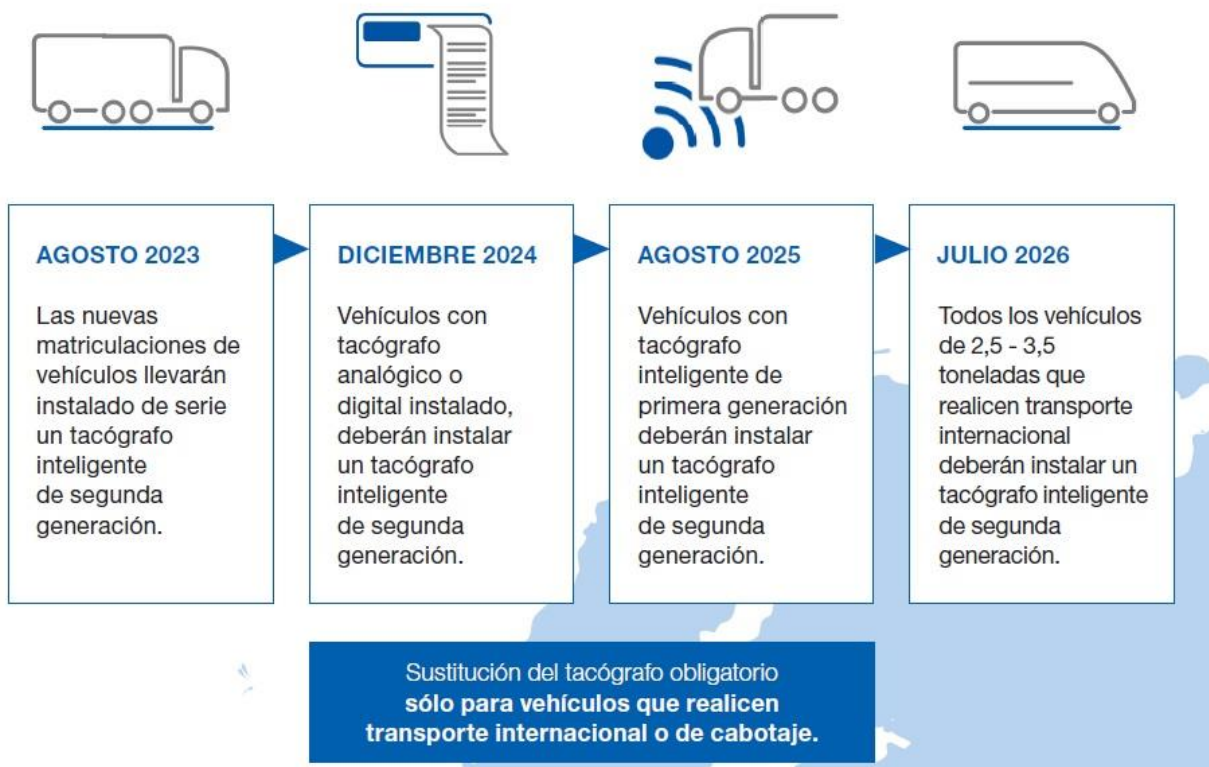 AGOSTO 2023
Las nuevas
matriculaciones de
vehículos llevarán
instalado de serie
un tacógrafo
inteligente
de segunda
generación.
DICIEMBRE 2024
Vehículos con
tacógrafo
analógico o
digital instalado,
deberán instalar
un tacógrafo
inteligente
de segunda
generación.
AGOSTO 2025
Vehículos con
tacógrafo
inteligente de
primera generación
deberán instalar
un tacógrafo
inteligente
de segunda
generación.
JULIO 2026
Todos los vehículos
de 2,5 - 3,5
toneladas que
realicen transporte
internacional
deberán instalar un
tacógrafo inteligente
de segunda
generación.
Sustitución del tacógrafo obligatorio
sólo para vehículos que realicen
transporte internacional o de cabotaje.